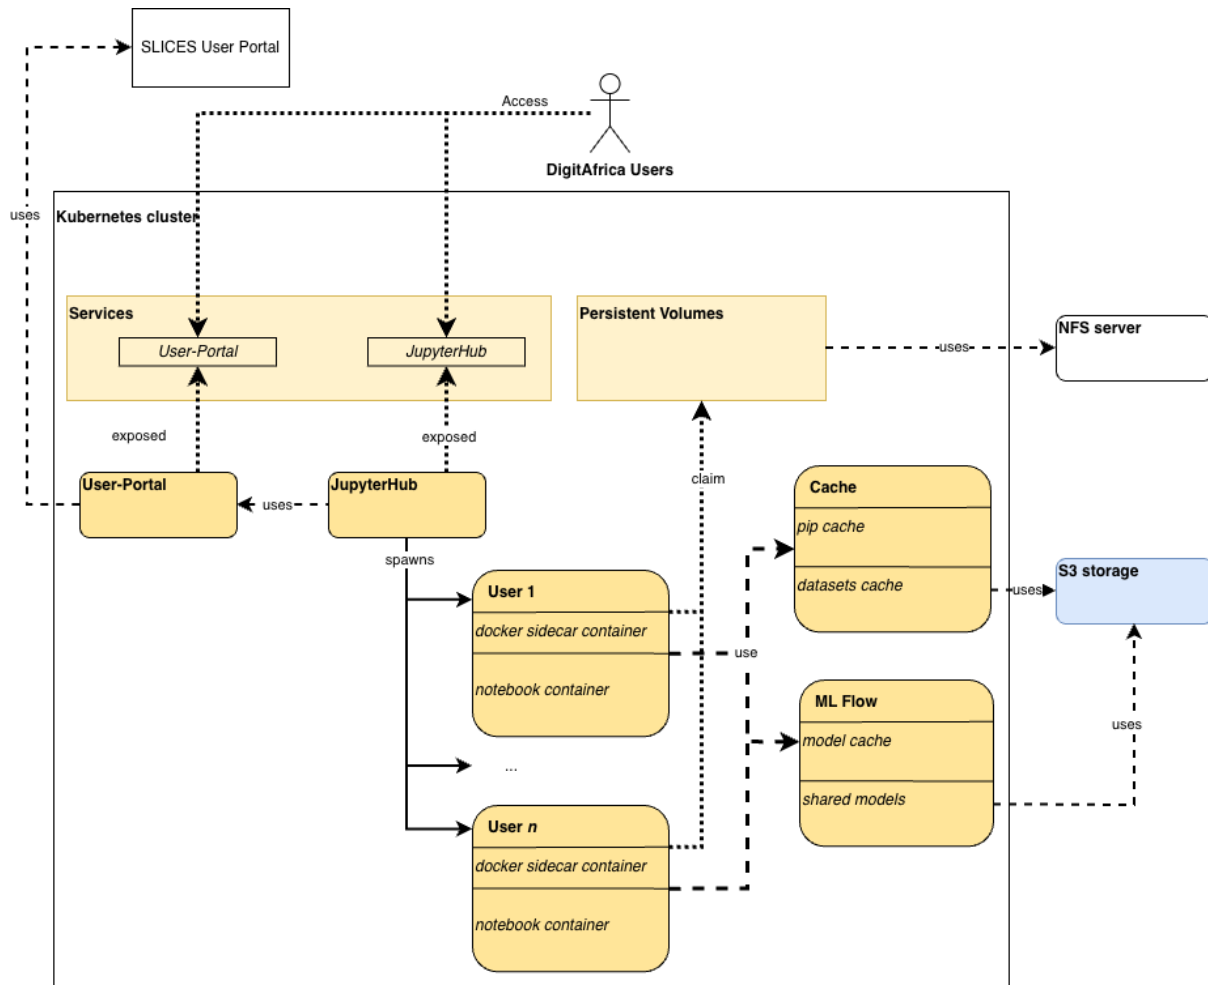 SLICES User Portal
Access
DigitAfrica Users
uses
Kubernetes cluster
Services
User-Portal
JupyterHub
Persistent Volumes
uses
NFS server
exposed
exposed
User-Portal
uses
JupyterHub
claim
spawns
Cache
pip cache
datasets cache
uses
S3 storage
User 1
docker sidecar container
notebook container
use
ML Flow
model cache
shared models
uses
...
User n
docker sidecar container
notebook container